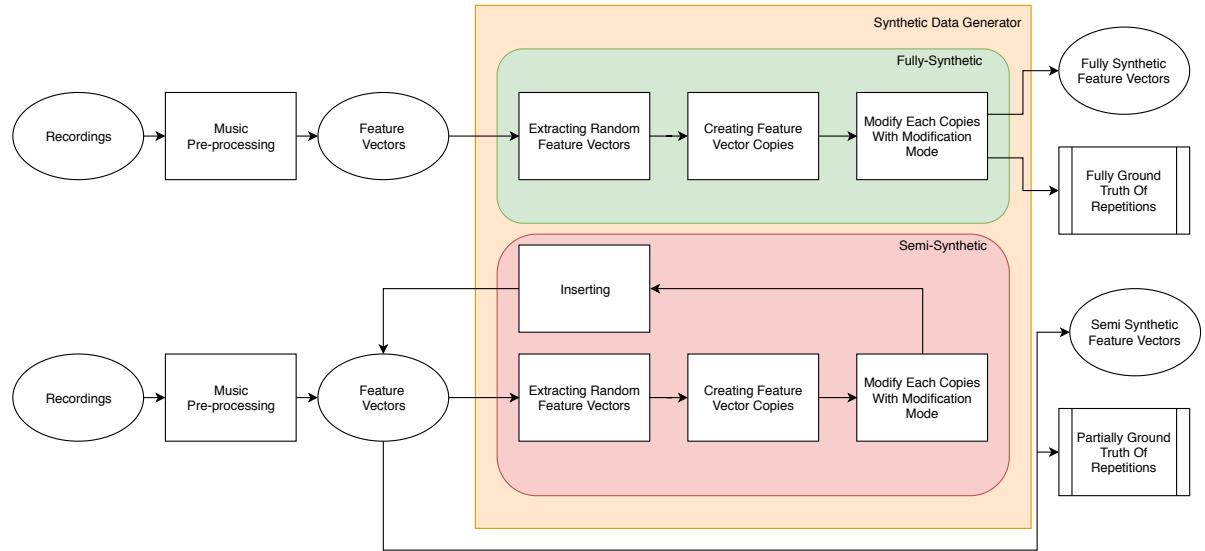 Synthetic Data Generator
Fully-Synthetic
Recordings
Music
Pre-processing
Feature
Vectors
Extracting Random
Feature Vectors
Creating Feature
Vector Copies
Modify Each Copies
With Modification
Mode
Fully Synthetic
Feature Vectors
Fully Ground
Truth Of
Repetitions
Semi-Synthetic
Inserting
Recordings
Music
Pre-processing
Feature
Vectors
Extracting Random
Feature Vectors
Creating Feature
Vector Copies
Modify Each Copies
With Modification
Mode
Semi Synthetic
Feature Vectors
Partially Ground
Truth Of
Repetitions